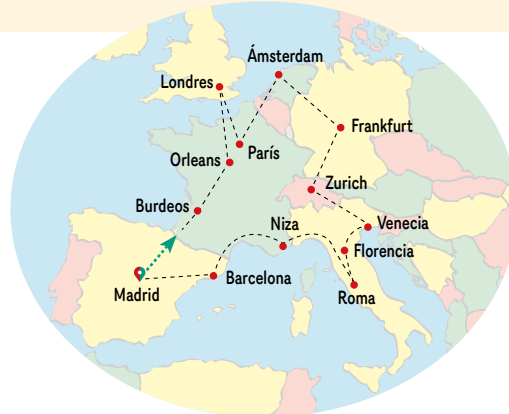 Ámsterdam
Londres
Frankfurt
París
Orleans
Zurich
Burdeos
Venecia
Niza
Florencia
Barcelona
Madrid
Roma